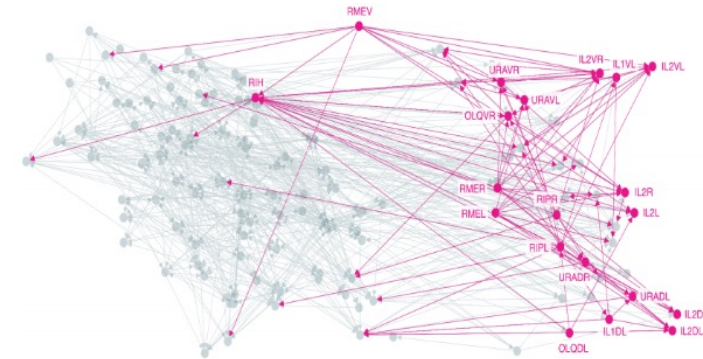 RMEV
IL2VR
IL1VL
IL2VL
URAVR
RIH
URAVL
OLQVR
RMER
RIPR
IL2R
RMEL
IL2L
RIPL
URADR
URADL
IL2D
IL1DL
IL2DL
OLQDL